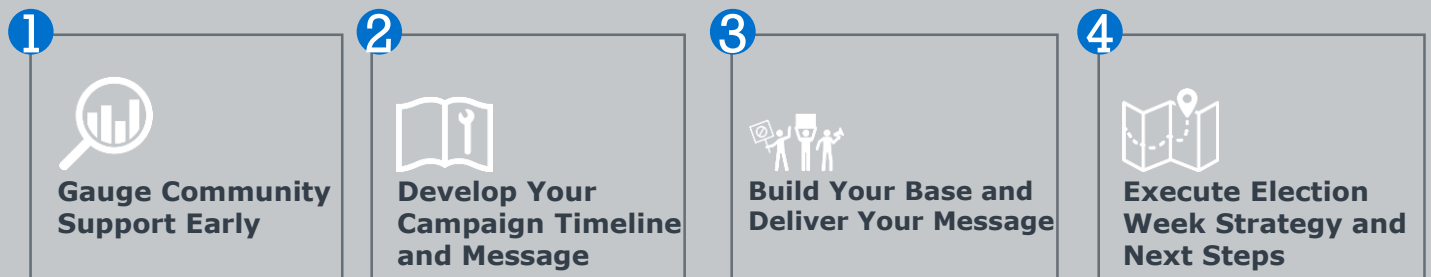 1
Gauge Community
Support Early
2
Develop Your
Campaign Timeline
and Message
3
Build Your Base and
Deliver Your Message
4
Execute Election
Week Strategy and
Next Steps